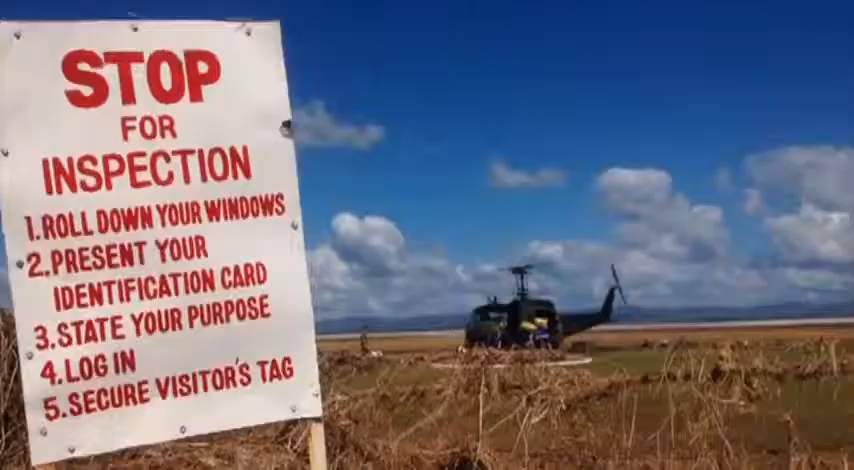 STOP
FOR
INSPECTION
1.ROLL DOWN YOUR WINDOWS
2.PRESENT YOUR
IDENTIFICATION CARD
3.STATE YOUR PURPOSE
4.LOG IN
5.SECURE VISITOR'S TAG